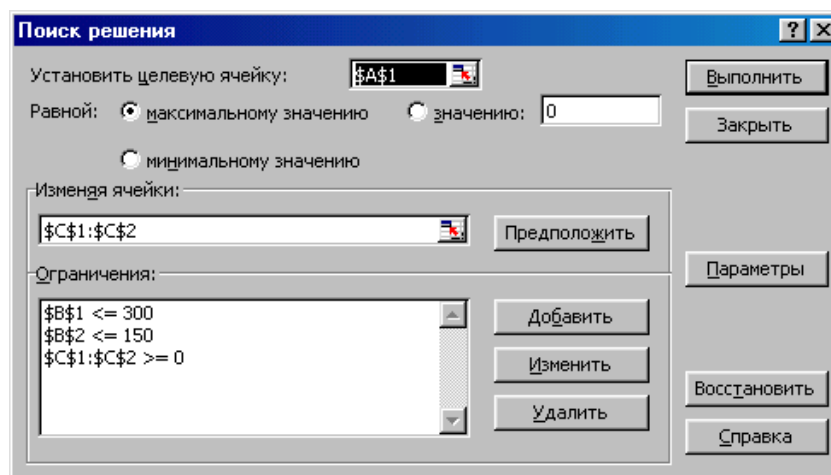 Поиск решения
Установить целевую ячейку: $A$1
Выполнить
Равной: максимальному значению значению: 0
Закрыть
минимальному значению
Изменяя ячейки:
$C$1:$C$2
Предположить
Параметры
Ограничения:
$B$1 <= 300
$B$2 <= 150
$C$1:$C$2 >= 0
Добавить
Изменить
Удалить
Восстановить
Справка